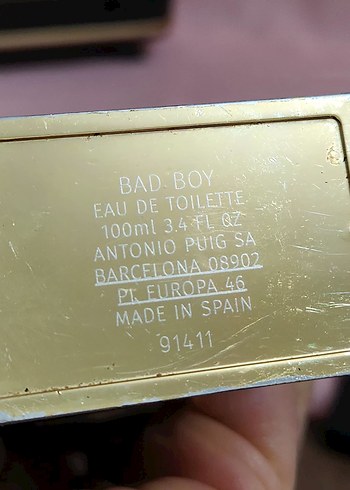 BAD BOY
EAU DE TOILETTE
100ml 3.4 FL OZ
ANTONIO PUIG SA
BARCELONA 08902
Pl. EUROPA 46
MADE IN SPAIN
91411